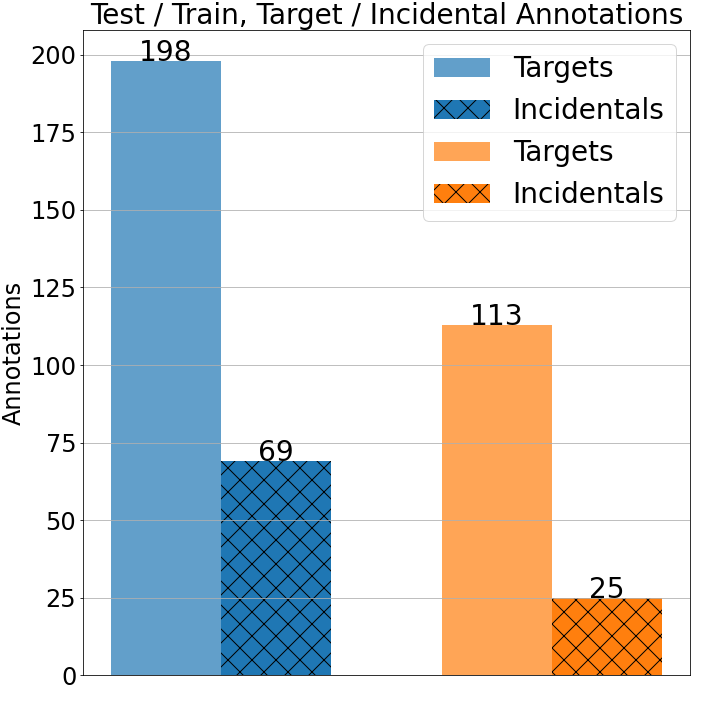 Test / Train, Target / Incidental Annotations
Annotations
200
175
150
125
100
75
50
25
0
198
69
113
25
Targets
Incidentals
Targets
Incidentals